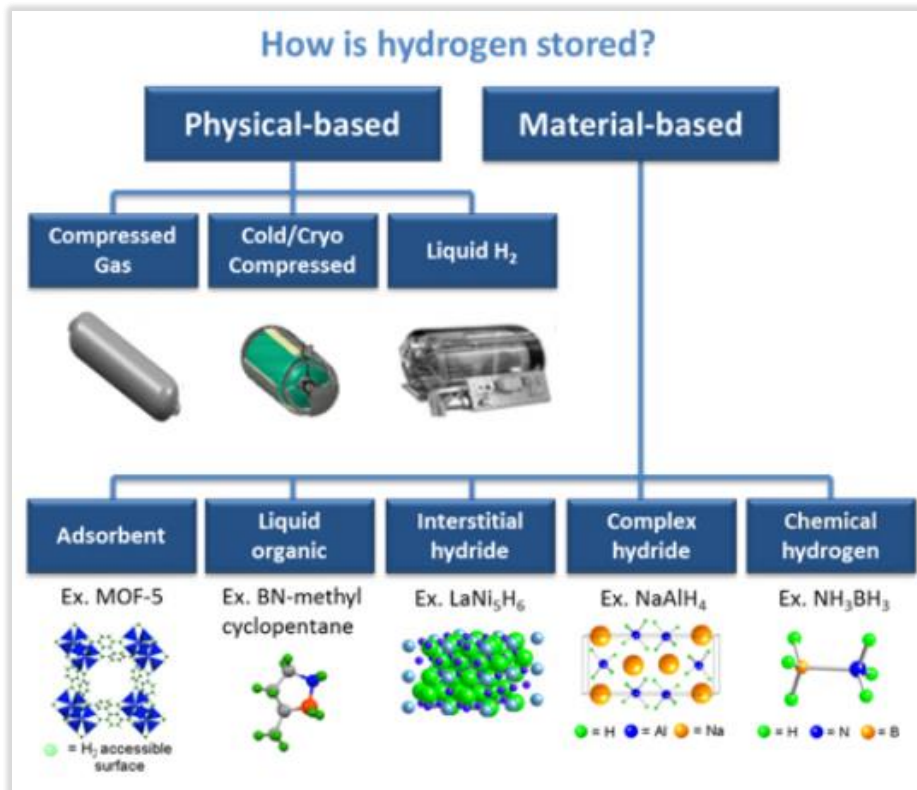 How is hydrogen stored?
Physical-based
Material-based
Compressed
Gas
Cold/Cryo
Compressed
Liquid H₂
Adsorbent
Liquid
organic
Interstitial
hydride
Complex
hydride
Chemical
hydrogen
Ex. MOF-5
Ex. BN-methyl
cyclopentane
Ex. LaNi₅H₆
Ex. NaAlH₄
Ex. NH₃BH₃
= H₂ accessible
surface
= H = Al = Na
= H = N = B